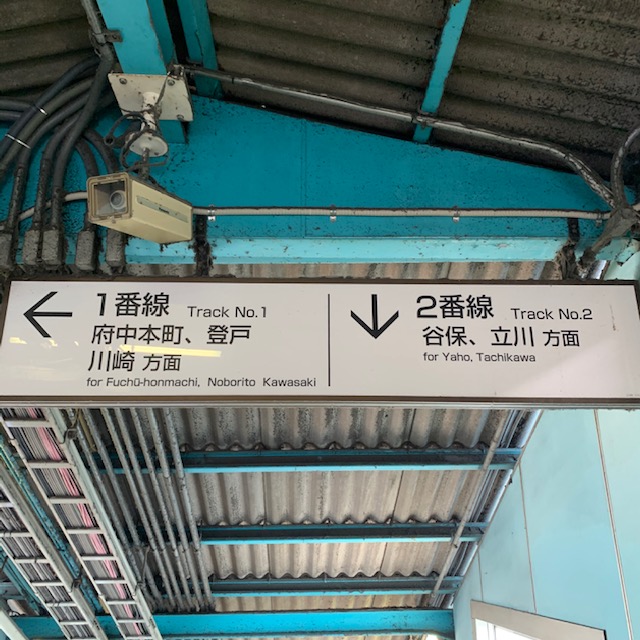 1番線 Track No.1
府中本町、登戸
川崎 方面
for Fuchū-honmachi, Noborito Kawasaki
2番線 Track No.2
谷保、立川 方面
for Yaho, Tachikawa